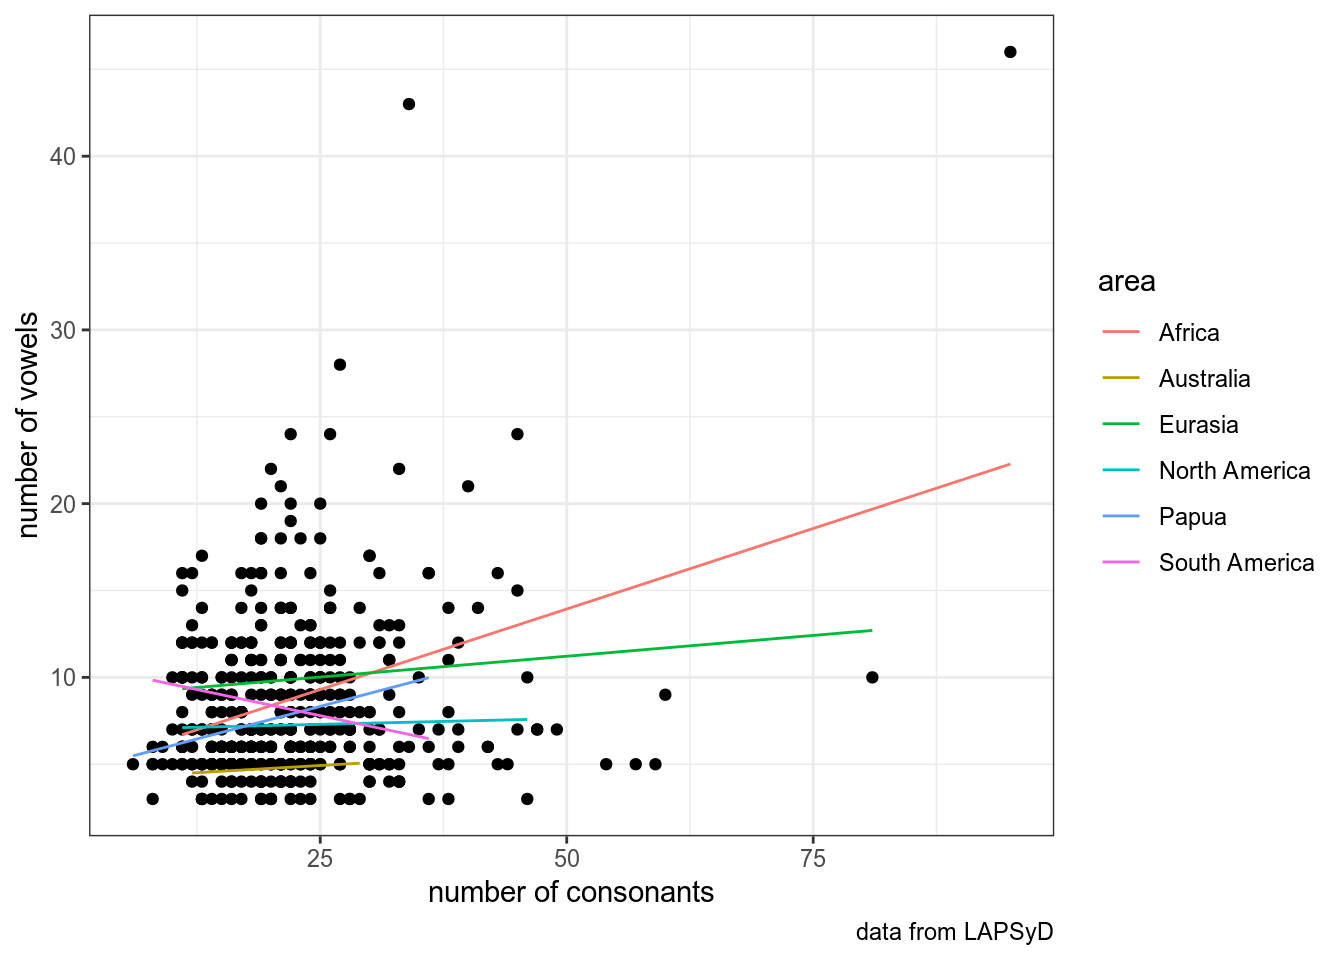 40
30
20
10
number of vowels
25
50
75
number of consonants
data from LAPSyD
area
Africa
Australia
Eurasia
North America
Papua
South America